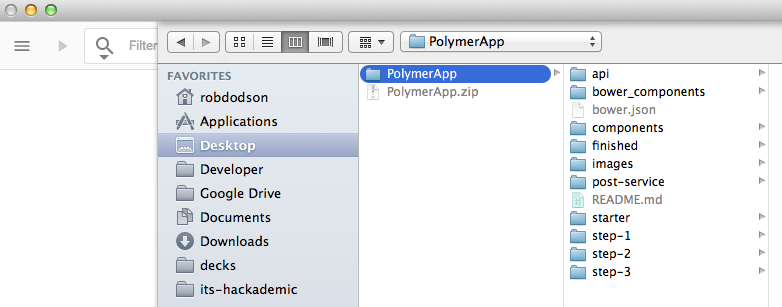 Filter
PolymerApp
FAVORITES
robdodson
Applications
Desktop
Developer
Google Drive
Documents
Downloads
decks
its-hackademic
PolymerApp
PolymerApp.zip
api
bower_components
bower.json
components
finished
images
post-service
README.md
starter
step-1
step-2
step-3